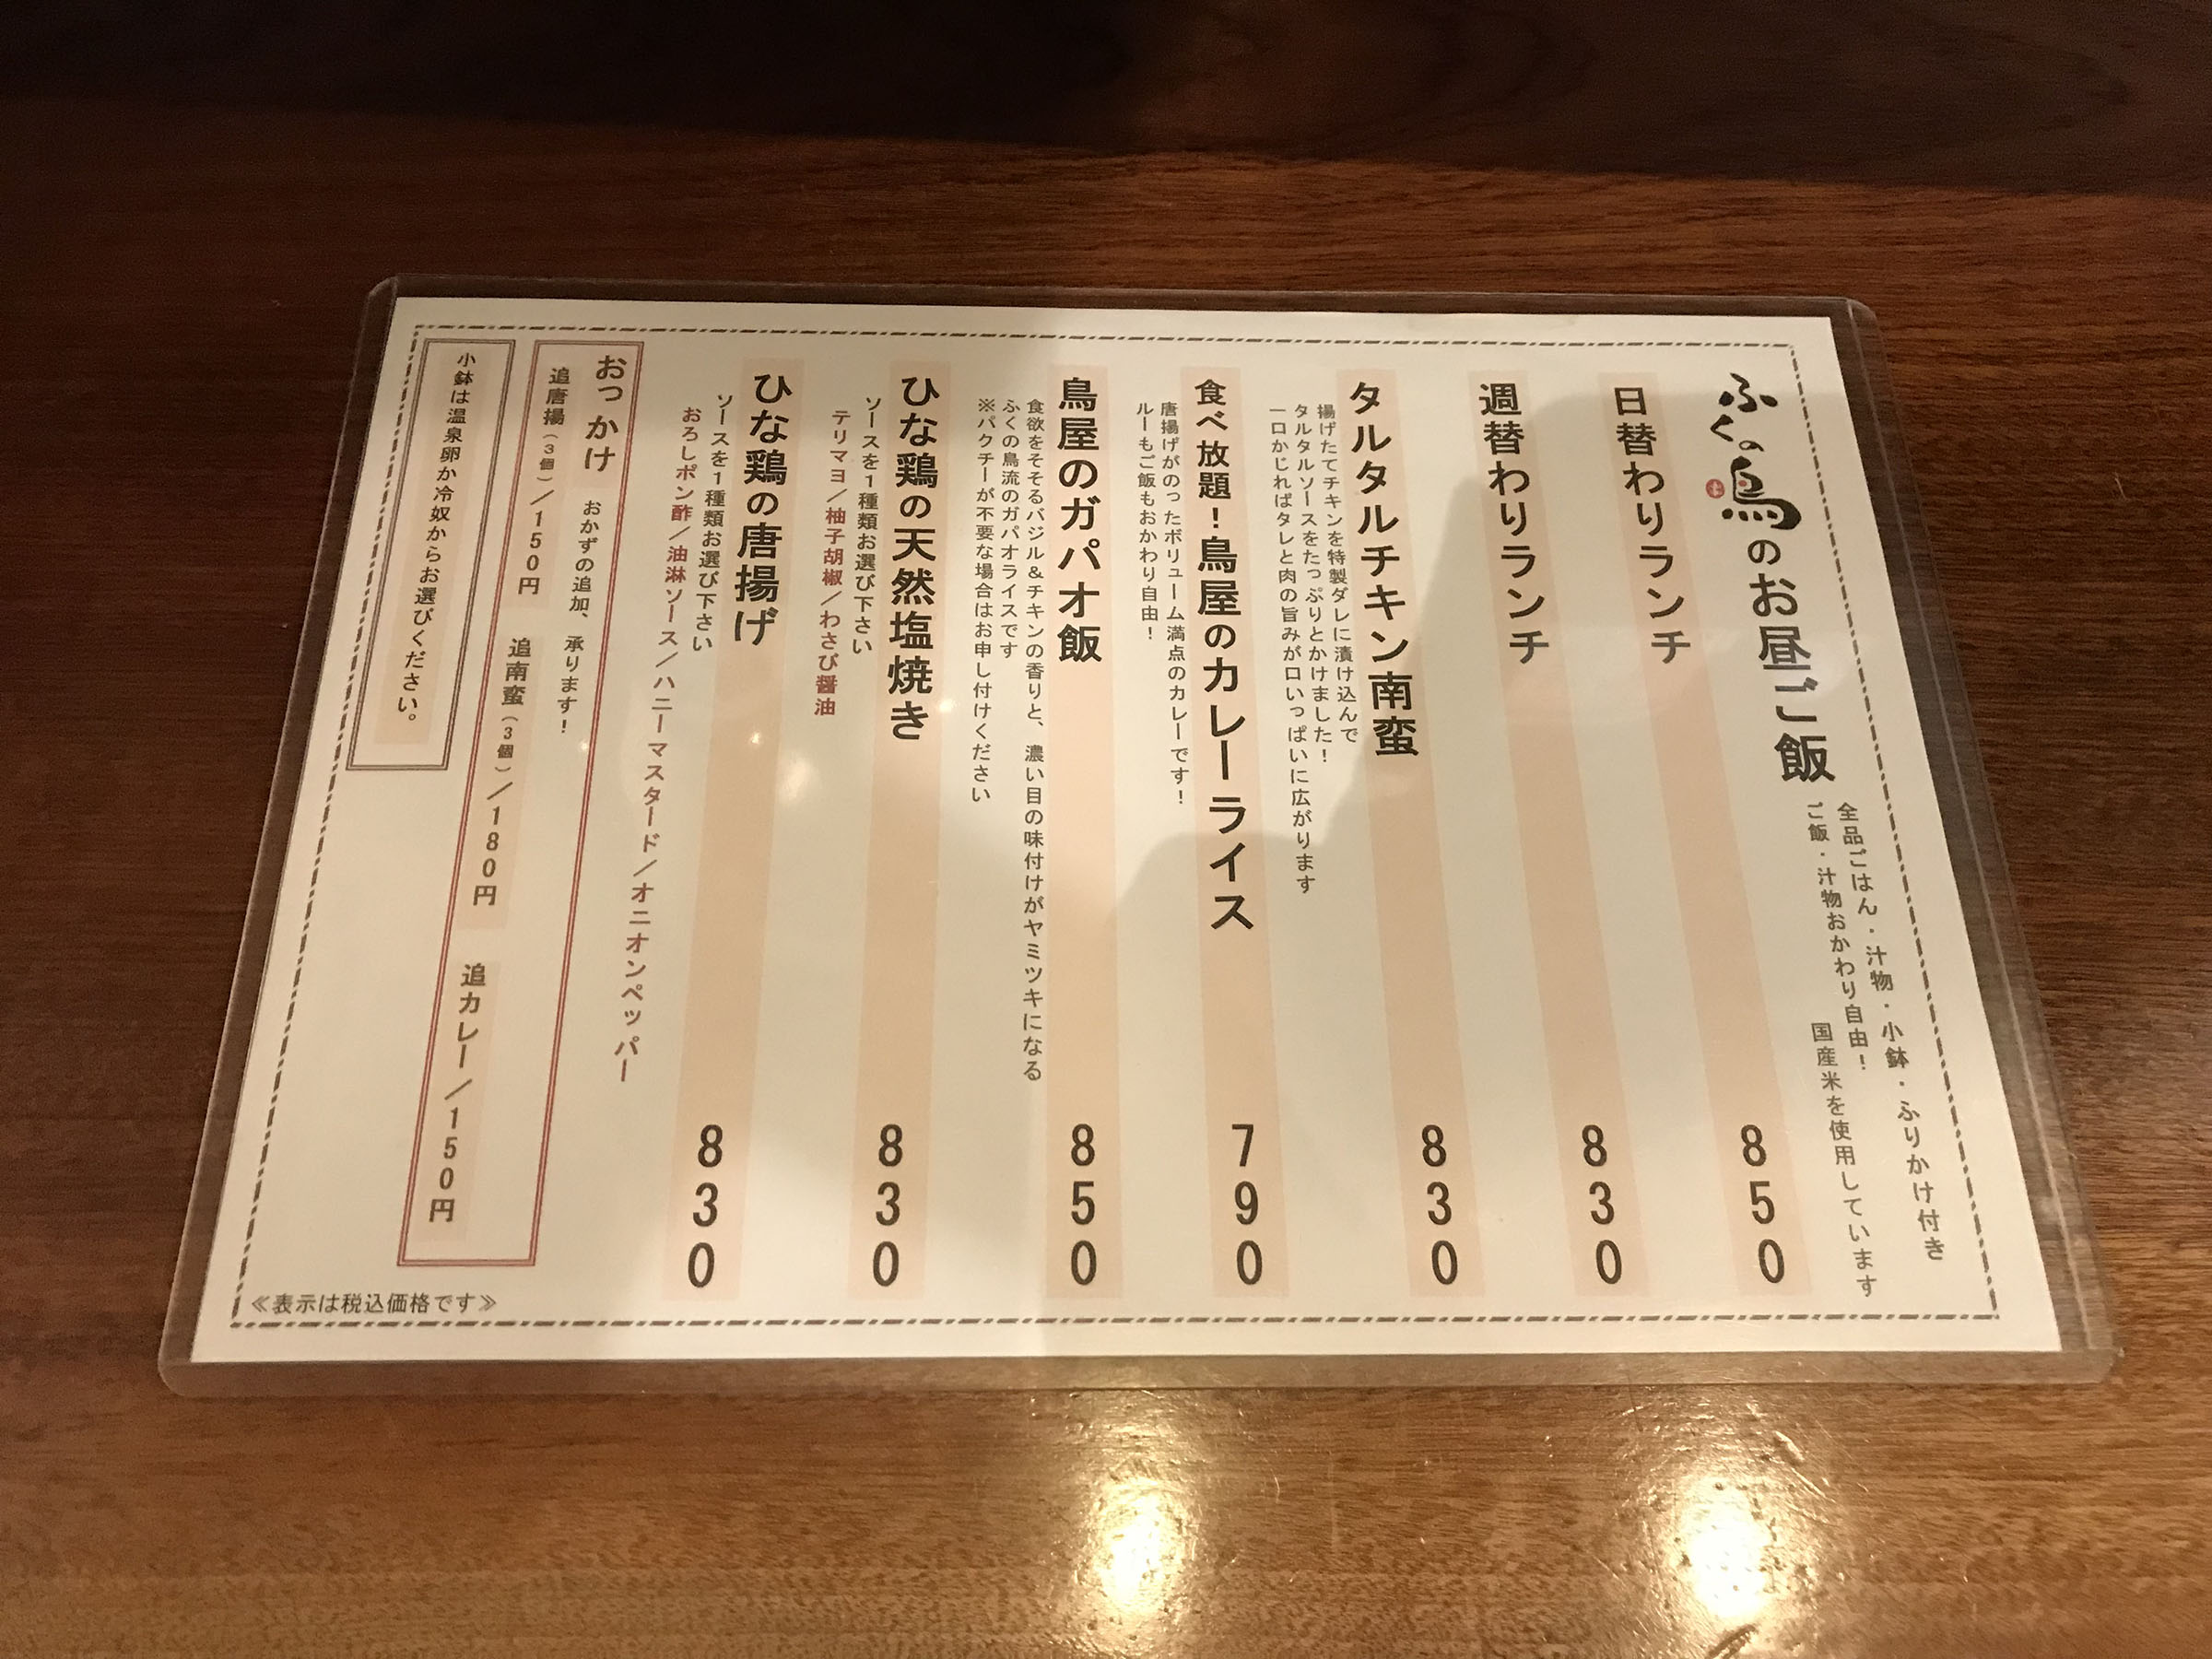 ふくの鳥のお昼ご飯
全品ごはん・汁物・小鉢・ふりかけ付き
ご飯・汁物おかわり自由！ 国産米を使用しています
日替わりランチ 850
週替わりランチ 830
タルタルチキン南蛮 830
揚げたてチキンを特製ダレに漬け込んで
タルタルソースをたっぷりとかけました！
一口かじればタレと肉の旨みが口いっぱいに広がります
食べ放題！鳥屋のカレーライス 790
唐揚げがのったボリューム満点のカレーです！
ルーもご飯もおかわり自由！
鳥屋のガパオ飯 850
食欲をそそるバジル＆チキンの香りと、濃い目の味付けがヤミツキになる
ふくの鳥流のガパオライスです
※パクチーが不要な場合はお申し付けください
ひな鶏の天然塩焼き 830
ソースを1種類お選び下さい
テリマヨ／柚子胡椒／わさび醤油
ひな鶏の唐揚げ 830
ソースを1種類お選び下さい
おろしポン酢／油淋ソース／ハニーマスタード／オニオンペッパー
おっかけ おかずの追加、承ります！
追唐揚（3個）／150円 追南蛮（3個）／180円 追カレー／150円
小鉢は温泉卵か冷奴からお選びください。
≪表示は税込価格です≫